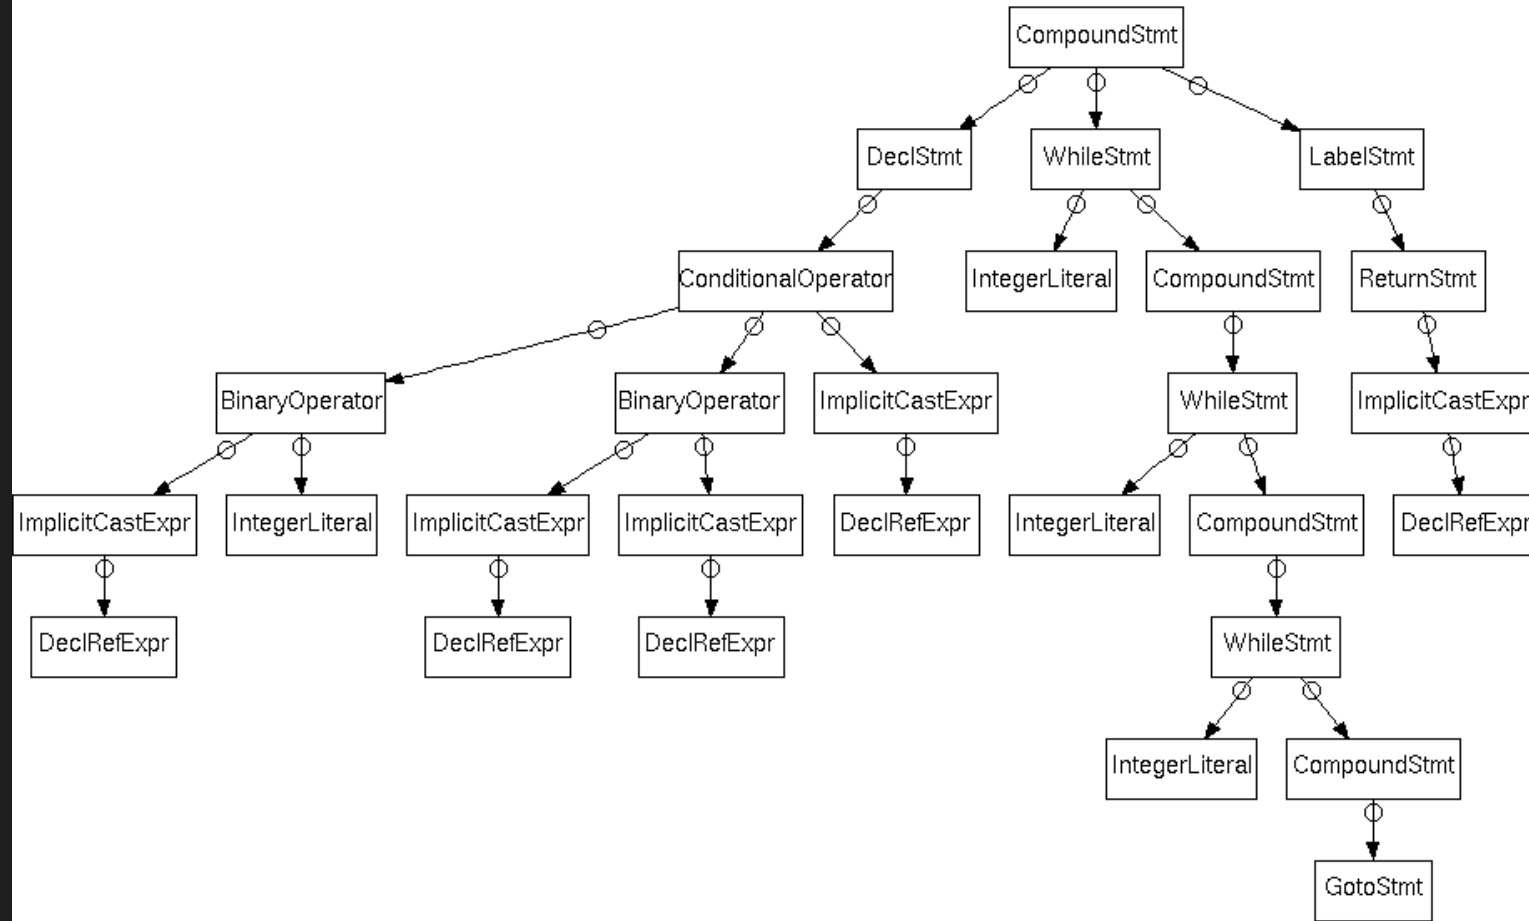 CompoundStmt
DeclStmt
WhileStmt
LabelStmt
ConditionalOperator
IntegerLiteral
CompoundStmt
ReturnStmt
BinaryOperator
BinaryOperator
ImplicitCastExpr
WhileStmt
ImplicitCastExpr
ImplicitCastExpr
IntegerLiteral
ImplicitCastExpr
ImplicitCastExpr
DeclRefExpr
IntegerLiteral
CompoundStmt
DeclRefExpr
DeclRefExpr
DeclRefExpr
DeclRefExpr
WhileStmt
IntegerLiteral
CompoundStmt
GotoStmt